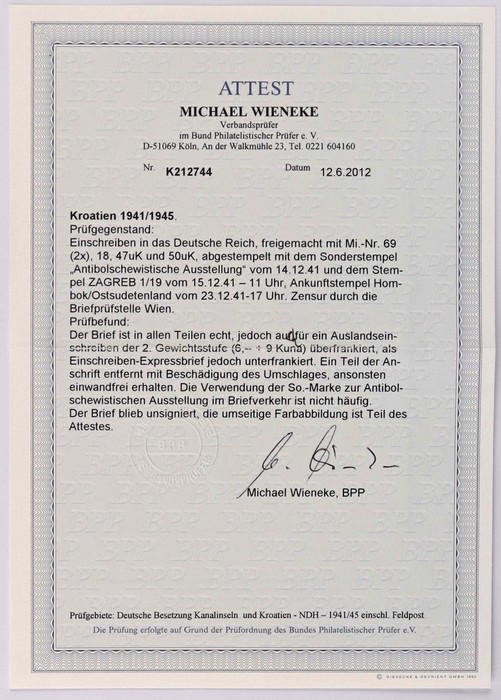 ATTEST
MICHAEL WIENEKE
Verbandsprüfer
im Bund Philatelistischer Prüfer e. V.
D-51069 Köln, An der Walkmühle 23, Tel. 0221 604160
Nr. K212744 Datum 12.6.2012
Kroatien 1941/1945.
Prüfgegenstand:
Einschreiben in das Deutsche Reich, freigemacht mit Mi.-Nr. 69
(2x), 18, 47uK und 50uK, abgestempelt mit dem Sonderstempel
„Antibolschewistische Ausstellung" vom 14.12.41 und dem Stem-
pel ZAGREB 1/19 vom 15.12.41 – 11 Uhr, Ankunftstempel Hom-
bok/Ostsudetenland vom 23.12.41-17 Uhr. Zensur durch die
Briefprüfstelle Wien.
Prüfbefund:
Der Brief ist in allen Teilen echt, jedoch auch für ein Auslandsein-
schreiben der 2. Gewichtsstufe (6,-- + 9 Kuna) überfrankiert, als
Einschreiben-Expressbrief jedoch unterfrankiert. Ein Teil der An-
schrift entfernt mit Beschädigung des Umschlages, ansonsten
einwandfrei erhalten. Die Verwendung der So.-Marke zur Antibol-
schewistischen Ausstellung im Briefverkehr ist nicht häufig.
Der Brief blieb unsigniert, die umseitige Farbabbildung ist Teil des
Attestes.
BPP
Michael Wieneke, BPP
Prüfgebiete: Deutsche Besetzung Kanalinseln und Kroatien - NDH – 1941/45 einschl. Feldpost
Die Prüfung erfolgte auf Grund der Prüfordnung des Bundes Philatelistischer Prüfer e.V.